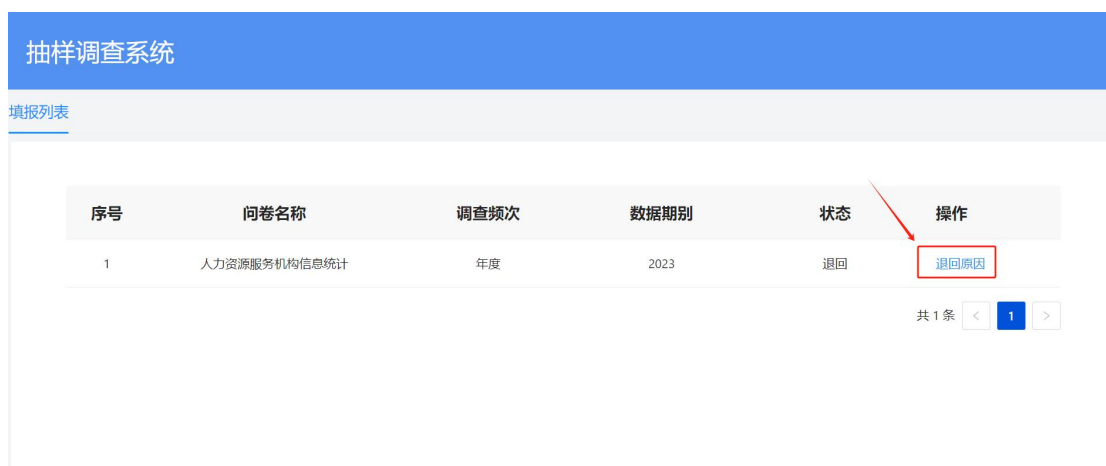 抽样调查系统
填报列表
序号 问卷名称 调查频次 数据期别 状态 操作
1 人力资源服务机构信息统计 年度 2023 退回 退回原因
共 1 条 < 1 >